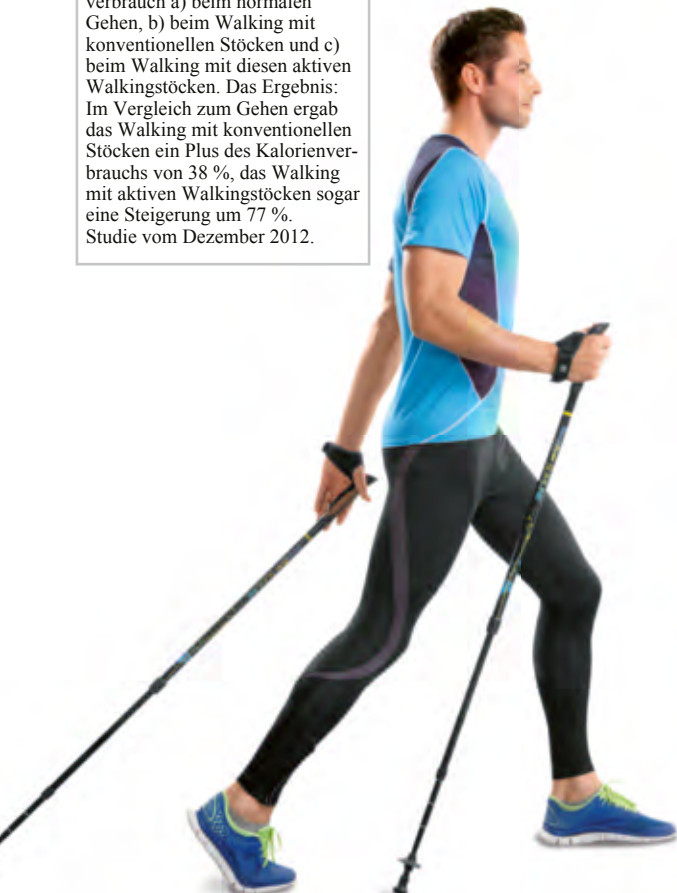 verbrauch a) beim normalen
Gehen, b) beim Walking mit
konventionellen Stöcken und c)
beim Walking mit diesen aktiven
Walkingstöcken. Das Ergebnis:
Im Vergleich zum Gehen ergab
das Walking mit konventionellen
Stöcken ein Plus des Kalorienver-
brauchs von 38 %, das Walking
mit aktiven Walkingstöcken sogar
eine Steigerung um 77 %.
Studie vom Dezember 2012.